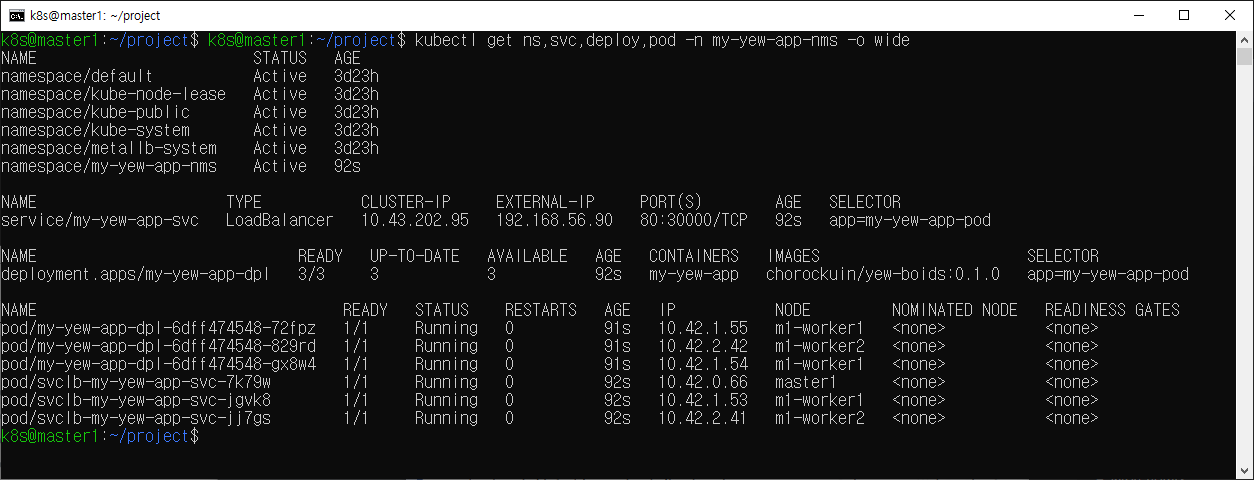 k8s@master1: ~/project
k8s@master1:~/project$ k8s@master1:~/project$ kubectl get ns,svc,deploy,pod -n my-yew-app-nms -o wide
NAME STATUS AGE
namespace/default Active 3d23h
namespace/kube-node-lease Active 3d23h
namespace/kube-public Active 3d23h
namespace/kube-system Active 3d23h
namespace/metallb-system Active 3d23h
namespace/my-yew-app-nms Active 92s
NAME TYPE CLUSTER-IP EXTERNAL-IP PORT(S) AGE SELECTOR
service/my-yew-app-svc LoadBalancer 10.43.202.95 192.168.56.90 80:30000/TCP 92s app=my-yew-app-pod
NAME READY UP-TO-DATE AVAILABLE AGE CONTAINERS IMAGES SELECTOR
deployment.apps/my-yew-app-dpl 3/3 3 3 92s my-yew-app chorockuin/yew-boids:0.1.0 app=my-yew-app-pod
NAME READY STATUS RESTARTS AGE IP NODE NOMINATED NODE READINESS GATES
pod/my-yew-app-dpl-6dff474548-72fpz 1/1 Running 0 91s 10.42.1.55 m1-worker1 <none> <none>
pod/my-yew-app-dpl-6dff474548-829rd 1/1 Running 0 91s 10.42.2.42 m1-worker2 <none> <none>
pod/my-yew-app-dpl-6dff474548-gx8w4 1/1 Running 0 91s 10.42.1.54 m1-worker1 <none> <none>
pod/svclb-my-yew-app-svc-7k79w 1/1 Running 0 92s 10.42.0.66 master1 <none> <none>
pod/svclb-my-yew-app-svc-jgvk8 1/1 Running 0 92s 10.42.1.53 m1-worker1 <none> <none>
pod/svclb-my-yew-app-svc-jj7gs 1/1 Running 0 92s 10.42.2.41 m1-worker2 <none> <none>
k8s@master1:~/project$